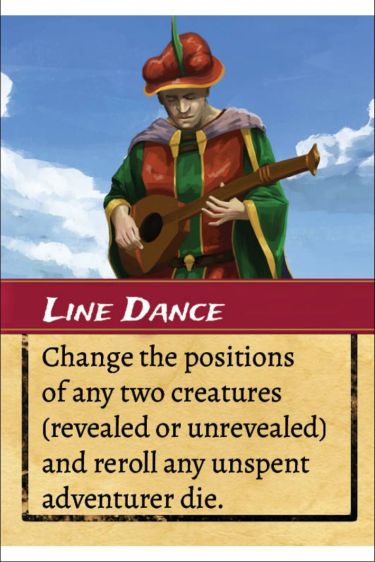 Line Dance
Change the positions
of any two creatures
(revealed or unrevealed)
and reroll any unspent
adventurer die.